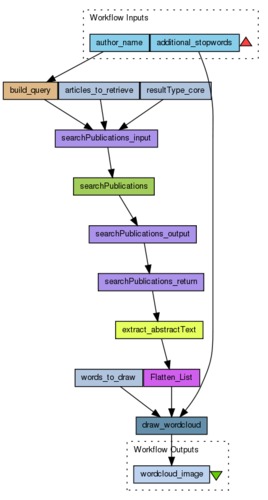 Workflow Inputs
author_name additional_stopwords
build_query articles_to_retrieve resultType_core
searchPublications_input
searchPublications
searchPublications_output
searchPublications_return
extract_abstractText
words_to_draw Flatten_List
draw_wordcloud
Workflow Outputs
wordcloud_image